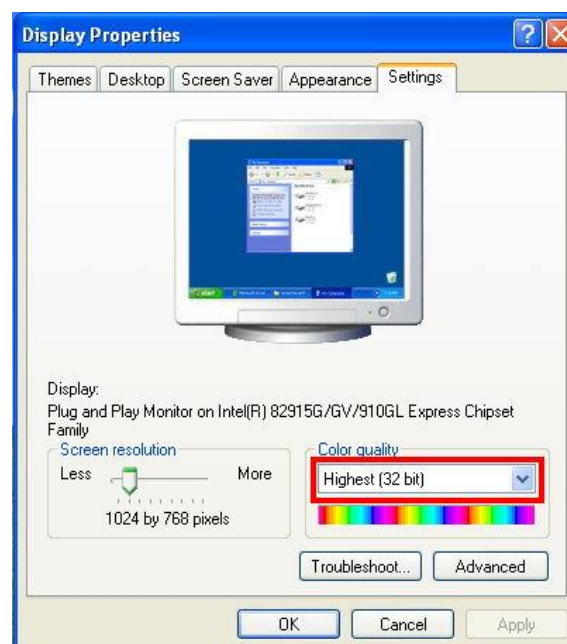 Display Properties
Themes Desktop Screen Saver Appearance Settings
Display:
Plug and Play Monitor on Intel(R) 82915G/GV/910GL Express Chipset
Family
Screen resolution
Less More
1024 by 768 pixels
Color quality
Highest (32 bit)
Troubleshoot... Advanced
OK Cancel Apply